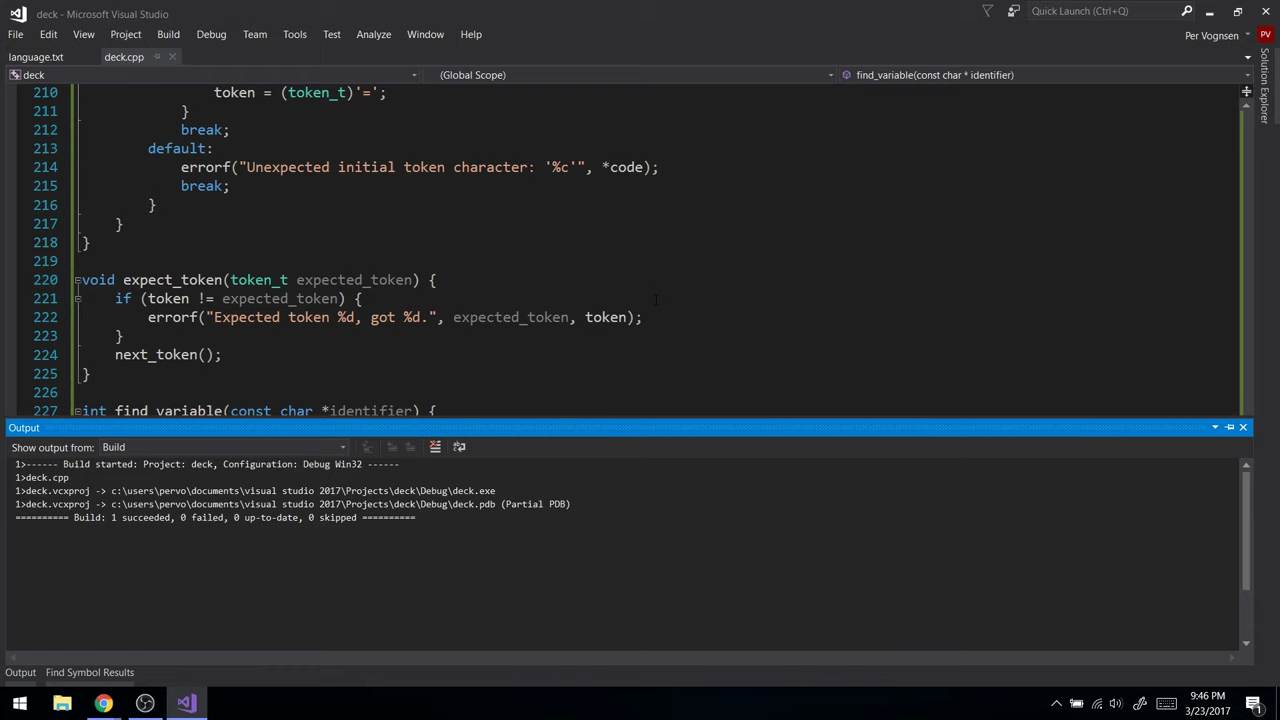 deck - Microsoft Visual Studio
Quick Launch (Ctrl+Q)
File Edit View Project Build Debug Team Tools Test Analyze Window Help
Per Vognsen
PV
language.txt deck.cpp
deck (Global Scope) find_variable(const char * identifier)
Solution Explorer
210 token = (token_t)'=';
211 }
212 break;
213 default:
214 errorf("Unexpected initial token character: '%c'", *code);
215 break;
216 }
217 }
218 }
219
220 void expect_token(token_t expected_token) {
221 if (token != expected_token) {
222 errorf("Expected token %d, got %d.", expected_token, token);
223 }
224 next_token();
225 }
226
227 int find_variable(const char *identifier) {
Output
Show output from: Build
1>------ Build started: Project: deck, Configuration: Debug Win32 ------
1>deck.cpp
1>deck.vcxproj -> c:\users\pervo\documents\visual studio 2017\Projects\deck\Debug\deck.exe
1>deck.vcxproj -> c:\users\pervo\documents\visual studio 2017\Projects\deck\Debug\deck.pdb (Partial PDB)
========== Build: 1 succeeded, 0 failed, 0 up-to-date, 0 skipped ==========
Output Find Symbol Results
9:46 PM
3/23/2017
1